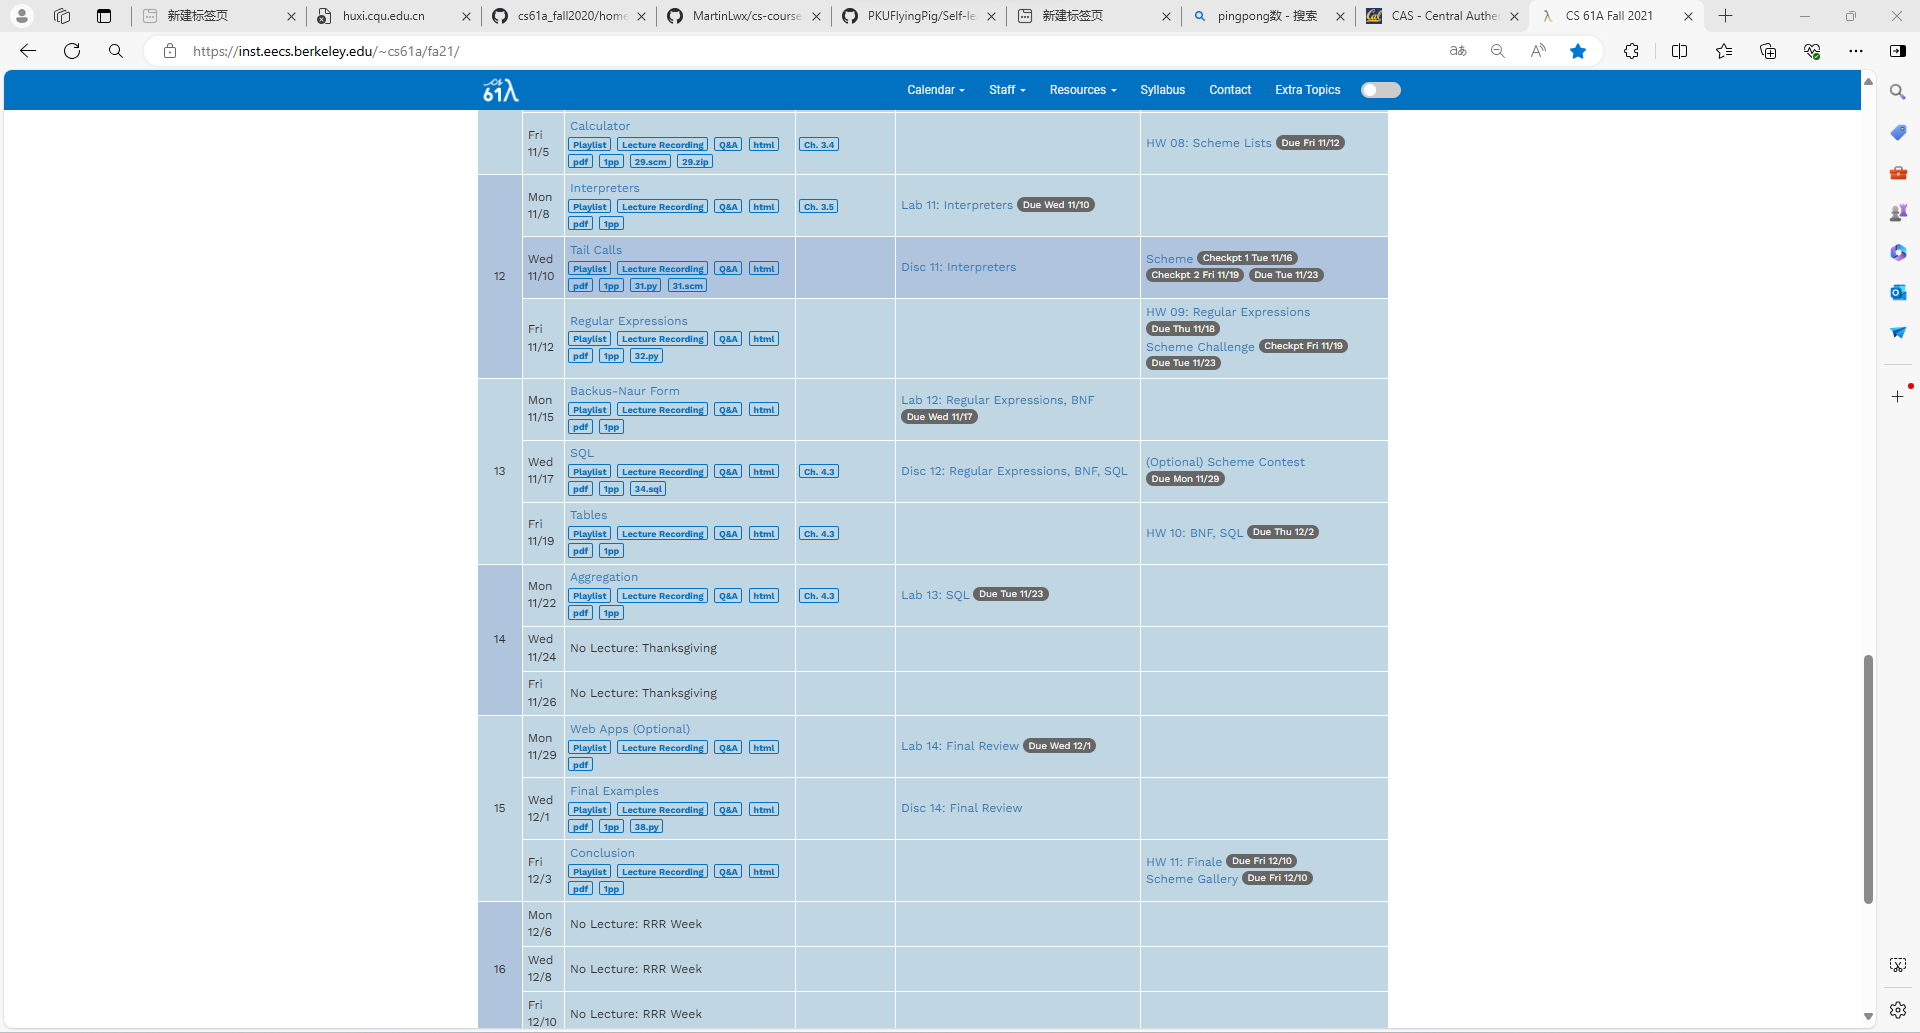 新建标签页
huxi.cqu.edu.cn
cs61a_fall2020/hom
MartinLwx/cs-course
PKUFlyingPig/Self-le
新建标签页
pingpong数 - 搜索
CAS - Central Authe
CS 61A Fall 2021
https://inst.eecs.berkeley.edu/~cs61a/fa21/
CS 61A
Calendar Staff Resources Syllabus Contact Extra Topics
Fri 11/5
Calculator
Playlist Lecture Recording Q&A html
pdf 1pp 29.scm 29.zip
Ch. 3.4
HW 08: Scheme Lists Due Fri 11/12
12
Mon 11/8
Interpreters
Playlist Lecture Recording Q&A html
pdf 1pp
Ch. 3.5
Lab 11: Interpreters Due Wed 11/10
Wed 11/10
Tail Calls
Playlist Lecture Recording Q&A html
pdf 1pp 31.py 31.scm
Disc 11: Interpreters
Scheme Checkpt 1 Tue 11/16
Checkpt 2 Fri 11/19 Due Tue 11/23
Fri 11/12
Regular Expressions
Playlist Lecture Recording Q&A html
pdf 1pp 32.py
HW 09: Regular Expressions
Due Thu 11/18
Scheme Challenge Checkpt Fri 11/19
Due Tue 11/23
13
Mon 11/15
Backus-Naur Form
Playlist Lecture Recording Q&A html
pdf 1pp
Lab 12: Regular Expressions, BNF
Due Wed 11/17
Wed 11/17
SQL
Playlist Lecture Recording Q&A html
pdf 1pp 34.sql
Ch. 4.3
Disc 12: Regular Expressions, BNF, SQL
(Optional) Scheme Contest
Due Mon 11/29
Fri 11/19
Tables
Playlist Lecture Recording Q&A html
pdf 1pp
Ch. 4.3
HW 10: BNF, SQL Due Thu 12/2
14
Mon 11/22
Aggregation
Playlist Lecture Recording Q&A html
pdf 1pp
Ch. 4.3
Lab 13: SQL Due Tue 11/23
Wed 11/24
No Lecture: Thanksgiving
Fri 11/26
No Lecture: Thanksgiving
15
Mon 11/29
Web Apps (Optional)
Playlist Lecture Recording Q&A html
pdf
Lab 14: Final Review Due Wed 12/1
Wed 12/1
Final Examples
Playlist Lecture Recording Q&A html
pdf 1pp 38.py
Disc 14: Final Review
Fri 12/3
Conclusion
Playlist Lecture Recording Q&A html
pdf 1pp
HW 11: Finale Due Fri 12/10
Scheme Gallery Due Fri 12/10
16
Mon 12/6
No Lecture: RRR Week
Wed 12/8
No Lecture: RRR Week
Fri 12/10
No Lecture: RRR Week